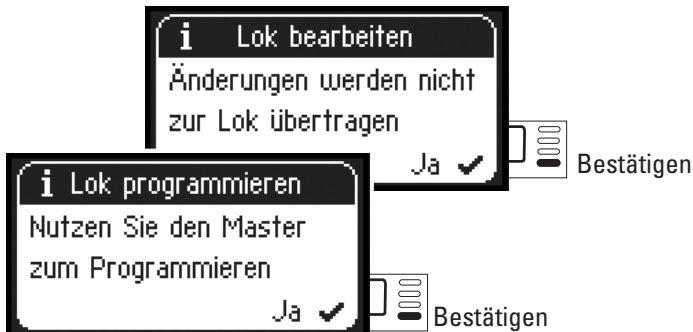 i Lok bearbeiten
Änderungen werden nicht
zur Lok übertragen
Ja ✔
Bestätigen
i Lok programmieren
Nutzen Sie den Master
zum Programmieren
Ja ✔
Bestätigen